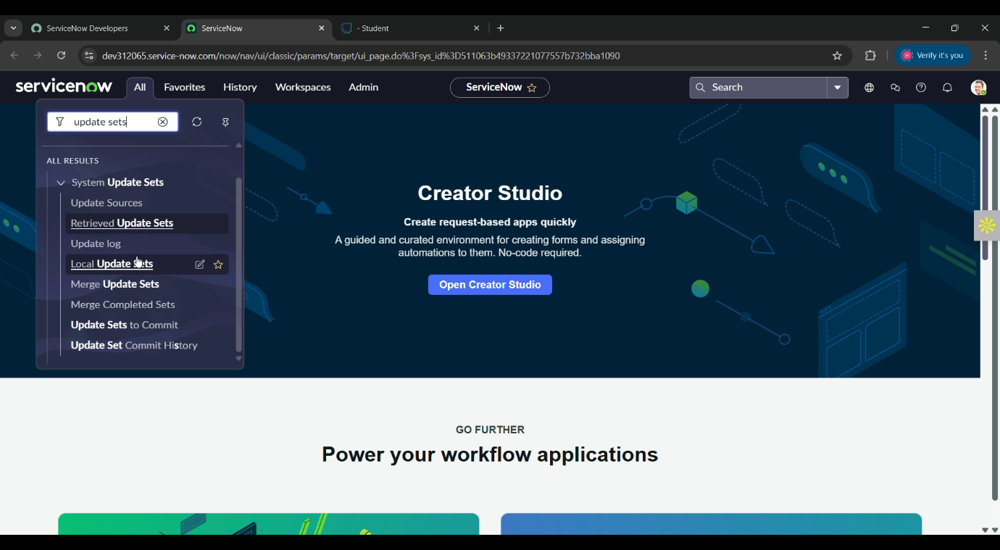 ServiceNow Developers
ServiceNow
- Student
dev312065.service-now.com/now/nav/ui/classic/params/target/ui_page.do%3Fsys_id%3D511063b49337221077557b732bba1090
H Verify it's you
servicenow
All
Favorites
History
Workspaces
Admin
ServiceNow
Search
update sets
ALL RESULTS
System Update Sets
Update Sources
Retrieved Update Sets
Update log
Local Update Sets
Merge Update Sets
Merge Completed Sets
Update Sets to Commit
Update Set Commit History
Creator Studio
Create request-based apps quickly
A guided and curated environment for creating forms and assigning
automations to them. No-code required.
Open Creator Studio
GO FURTHER
Power your workflow applications